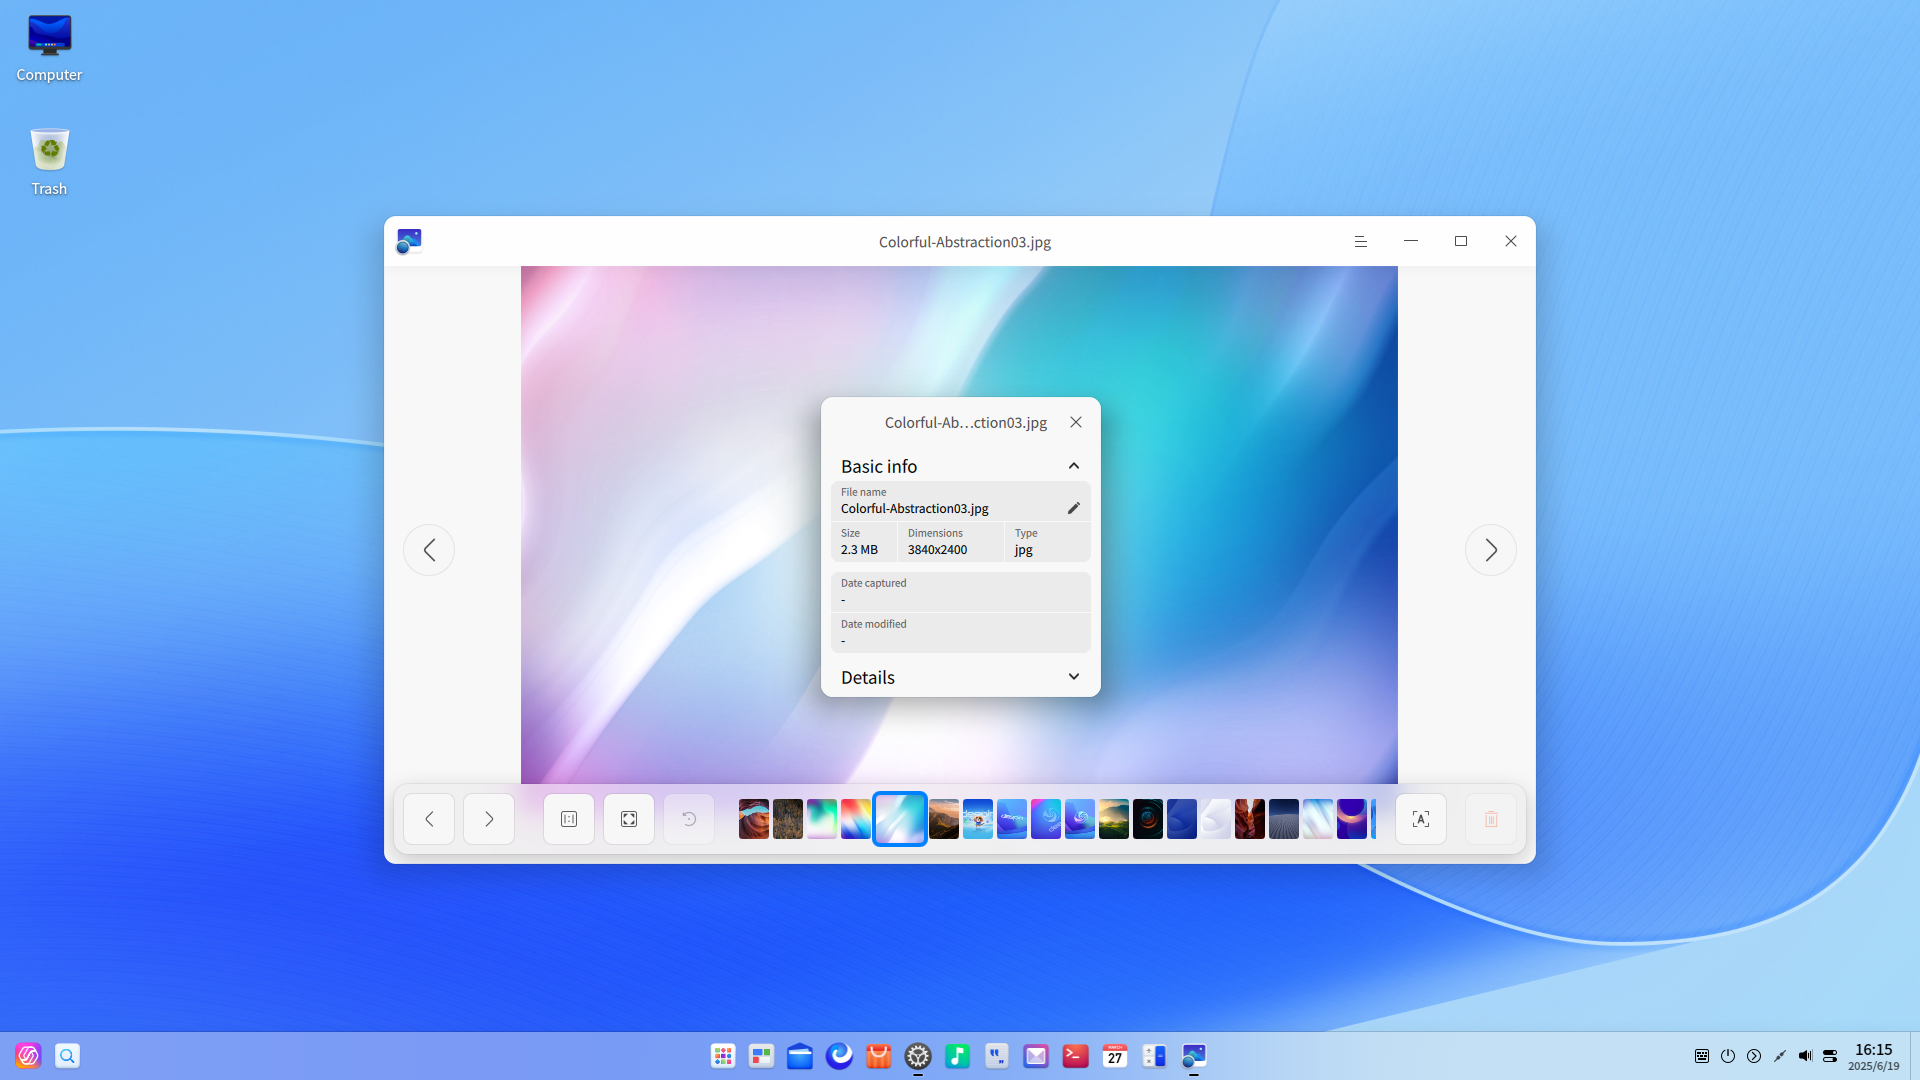 Computer
Trash
Colorful-Abstraction03.jpg
Colorful-Ab...ction03.jpg
Basic info
File name
Colorful-Abstraction03.jpg
Size
Dimensions
Type
2.3 MB
3840x2400
jpg
Date captured
-
Date modified
-
Details
A
MARCH
27
16:15
2025/6/19